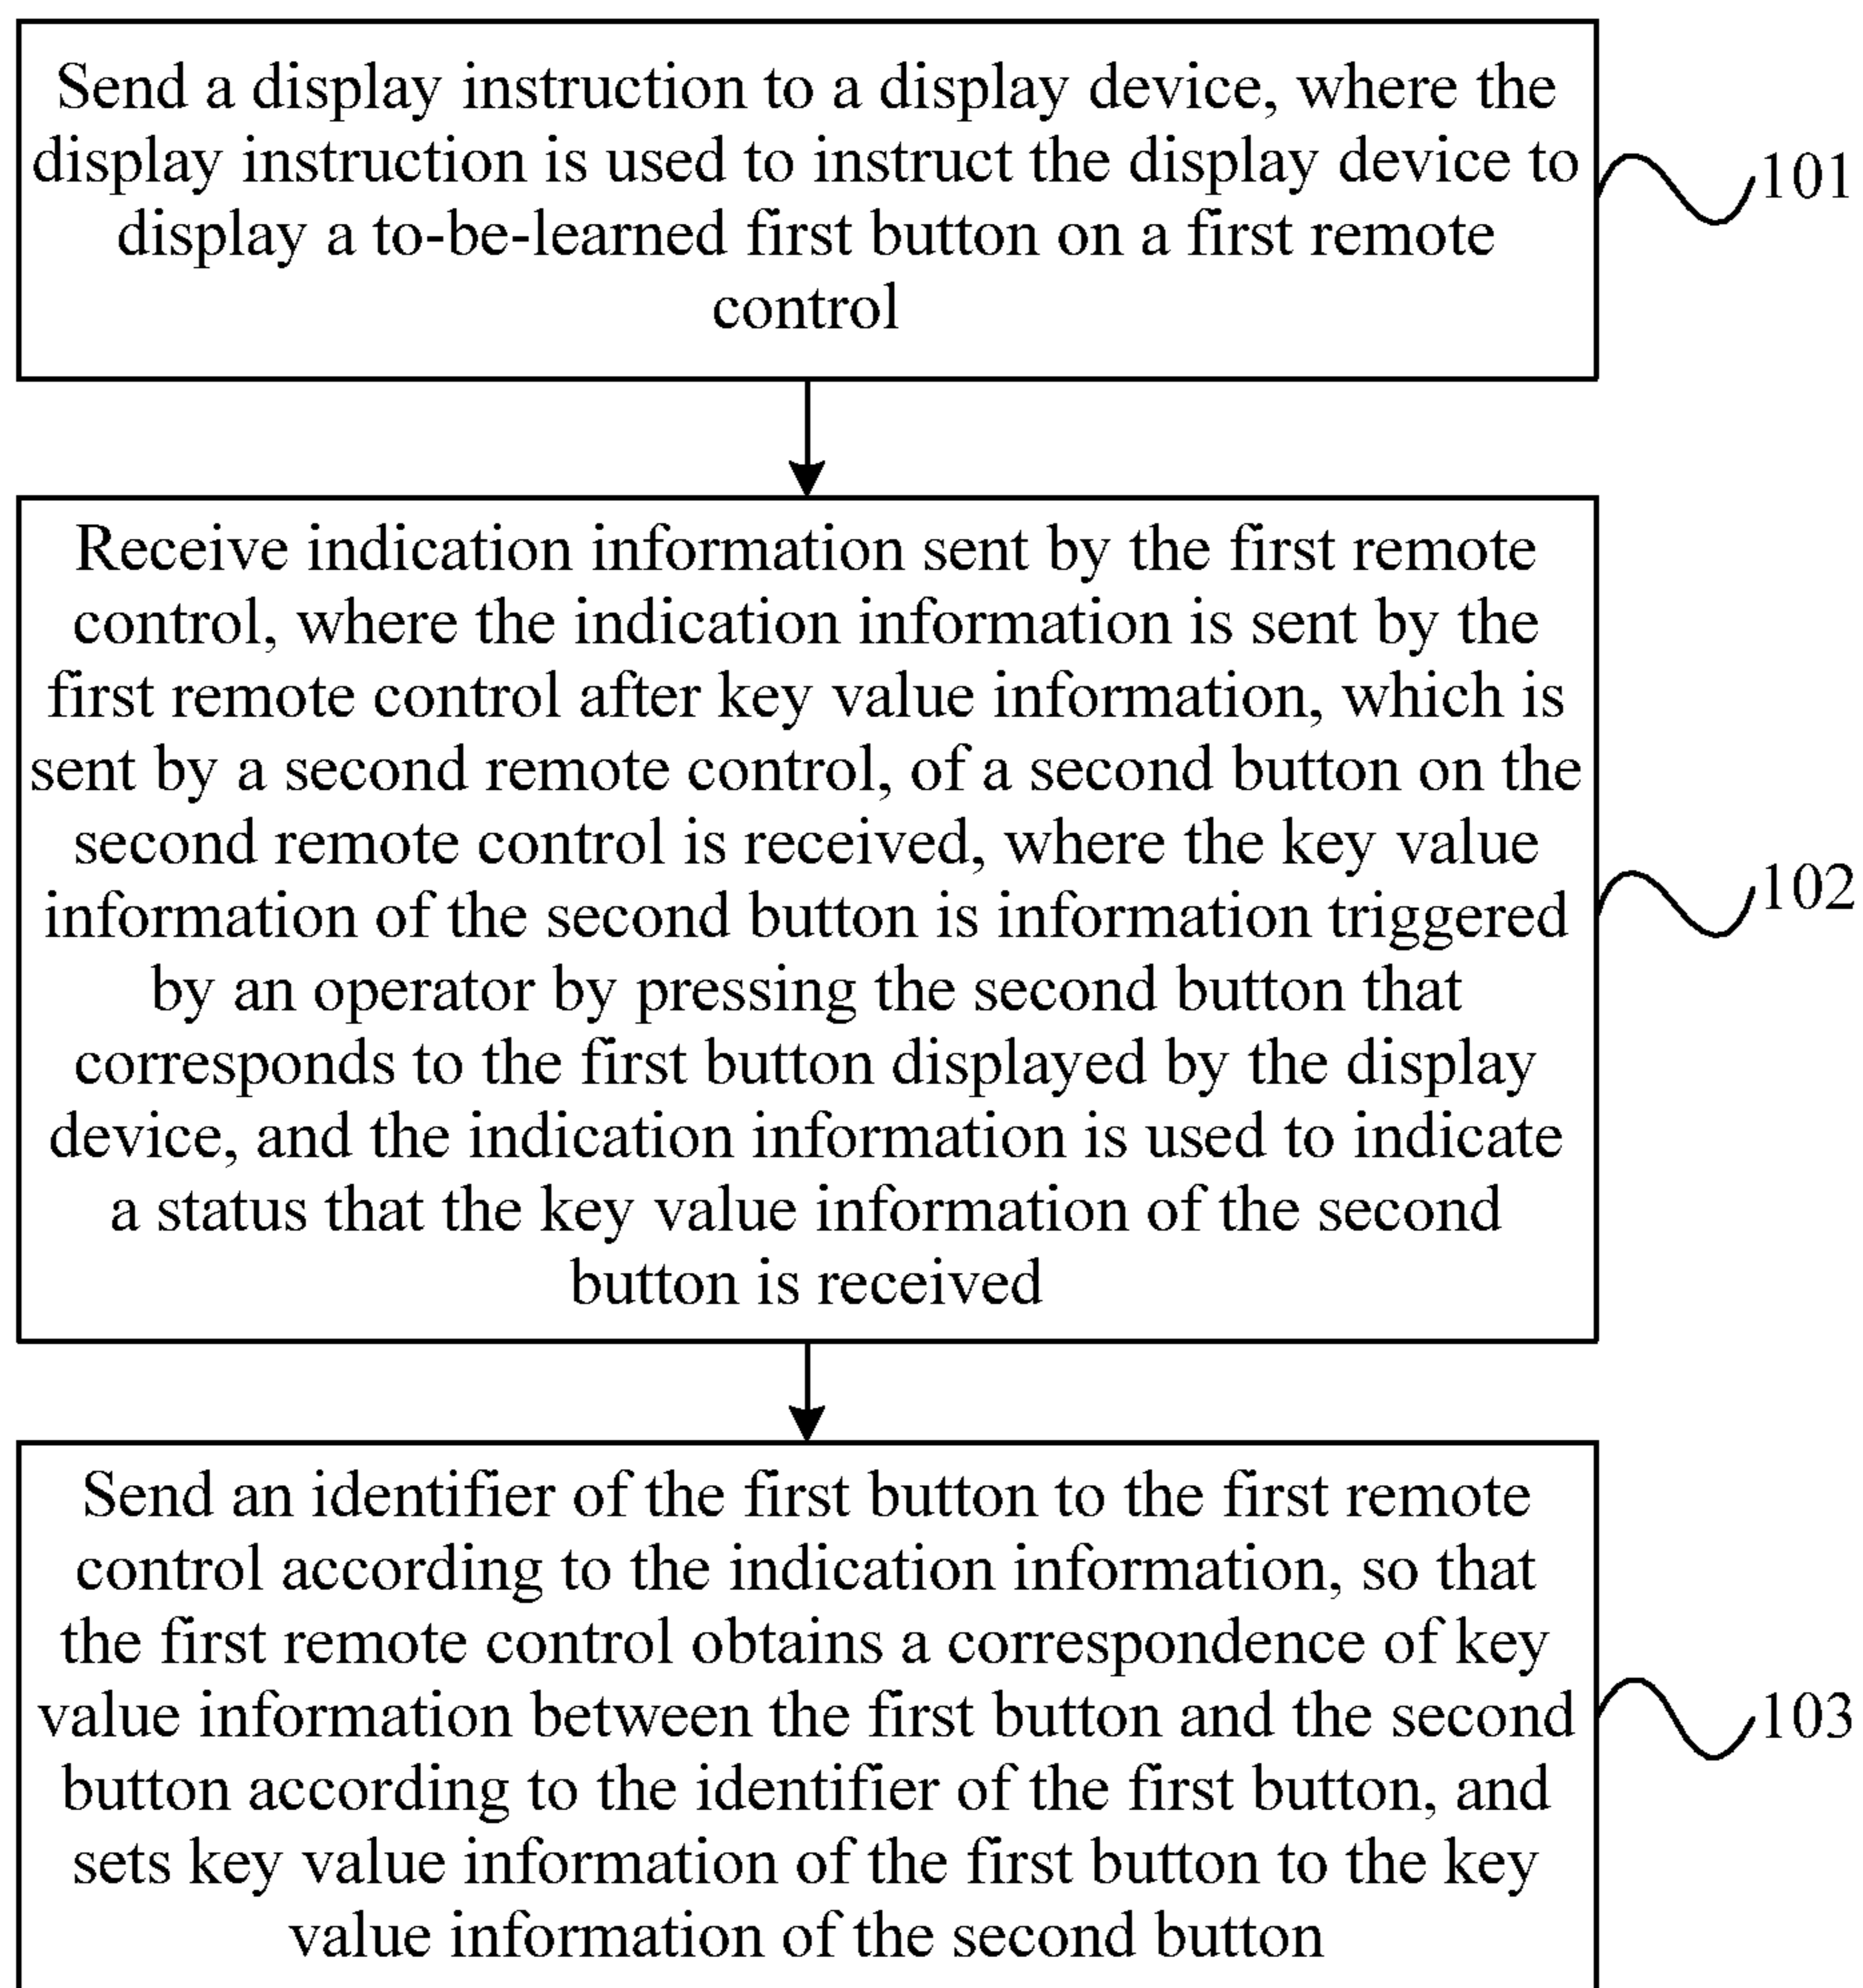 Send a display instruction to a display device, where the
display instruction is used to instruct the display device to
display a to-be-learned first button on a first remote
control
101
Receive indication information sent by the first remote
control, where the indication information is sent by the
first remote control after key value information, which is
sent by a second remote control, of a second button on the
second remote control is received, where the key value
information of the second button is information triggered
by an operator by pressing the second button that
corresponds to the first button displayed by the display
device, and the indication information is used to indicate
a status that the key value information of the second
button is received
102
Send an identifier of the first button to the first remote
control according to the indication information, so that
the first remote control obtains a correspondence of key
value information between the first button and the second
button according to the identifier of the first button, and
sets key value information of the first button to the key
value information of the second button
103